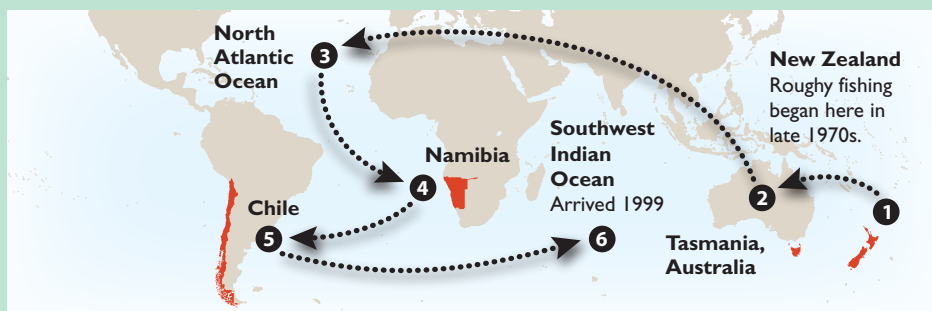 New Zealand
Roughy fishing
began here in
late 1970s.
1
2
Tasmania,
Australia
North
Atlantic
Ocean
3
Namibia
4
Chile
5
Southwest
Indian
Ocean
Arrived 1999
6